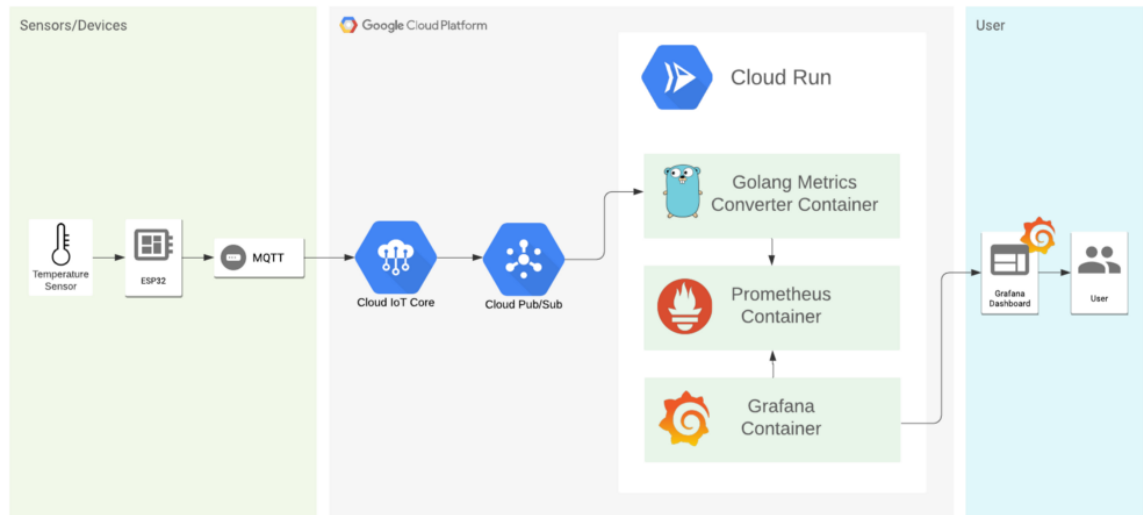 Sensors/Devices
Google Cloud Platform
User
Cloud Run
Golang Metrics
Converter Container
Temperature
Sensor
ESP32
MQTT
Cloud IoT Core
Cloud Pub/Sub
Prometheus
Container
Grafana
Container
Grafana
Dashboard
User